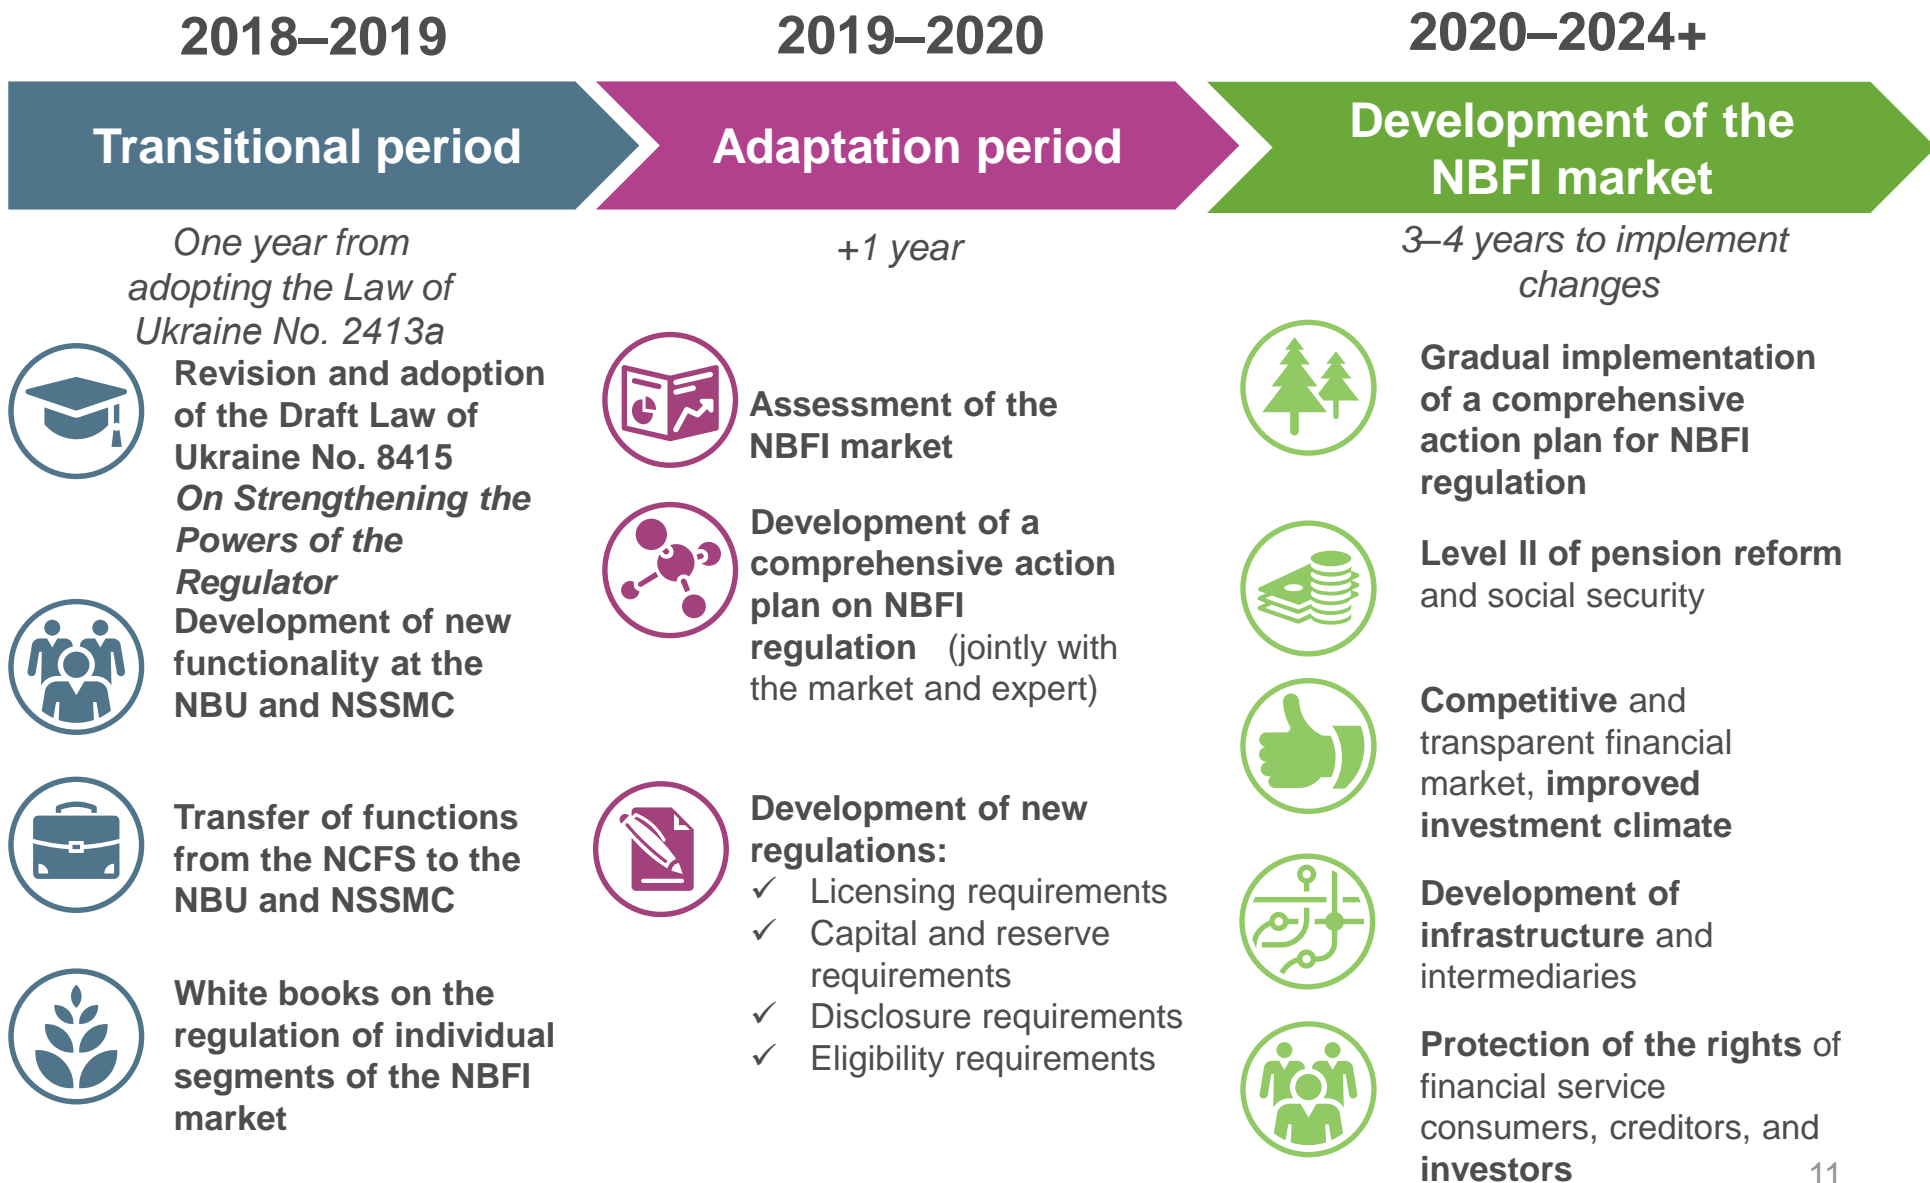 2018–2019
Transitional period
One year from
adopting the Law of
Ukraine No. 2413a
Revision and adoption
of the Draft Law of
Ukraine No. 8415
On Strengthening the
Powers of the
Regulator
Development of new
functionality at the
NBU and NSSMC
Transfer of functions
from the NCFS to the
NBU and NSSMC
White books on the
regulation of individual
segments of the NBFI
market
2019–2020
Adaptation period
+1 year
Assessment of the
NBFI market
Development of a
comprehensive action
plan on NBFI
regulation (jointly with
the market and expert)
Development of new
regulations:
✓ Licensing requirements
✓ Capital and reserve
requirements
✓ Disclosure requirements
✓ Eligibility requirements
2020–2024+
Development of the
NBFI market
3–4 years to implement
changes
Gradual implementation
of a comprehensive
action plan for NBFI
regulation
Level II of pension reform
and social security
Competitive and
transparent financial
market, improved
investment climate
Development of
infrastructure and
intermediaries
Protection of the rights of
financial service
consumers, creditors, and
investors
11